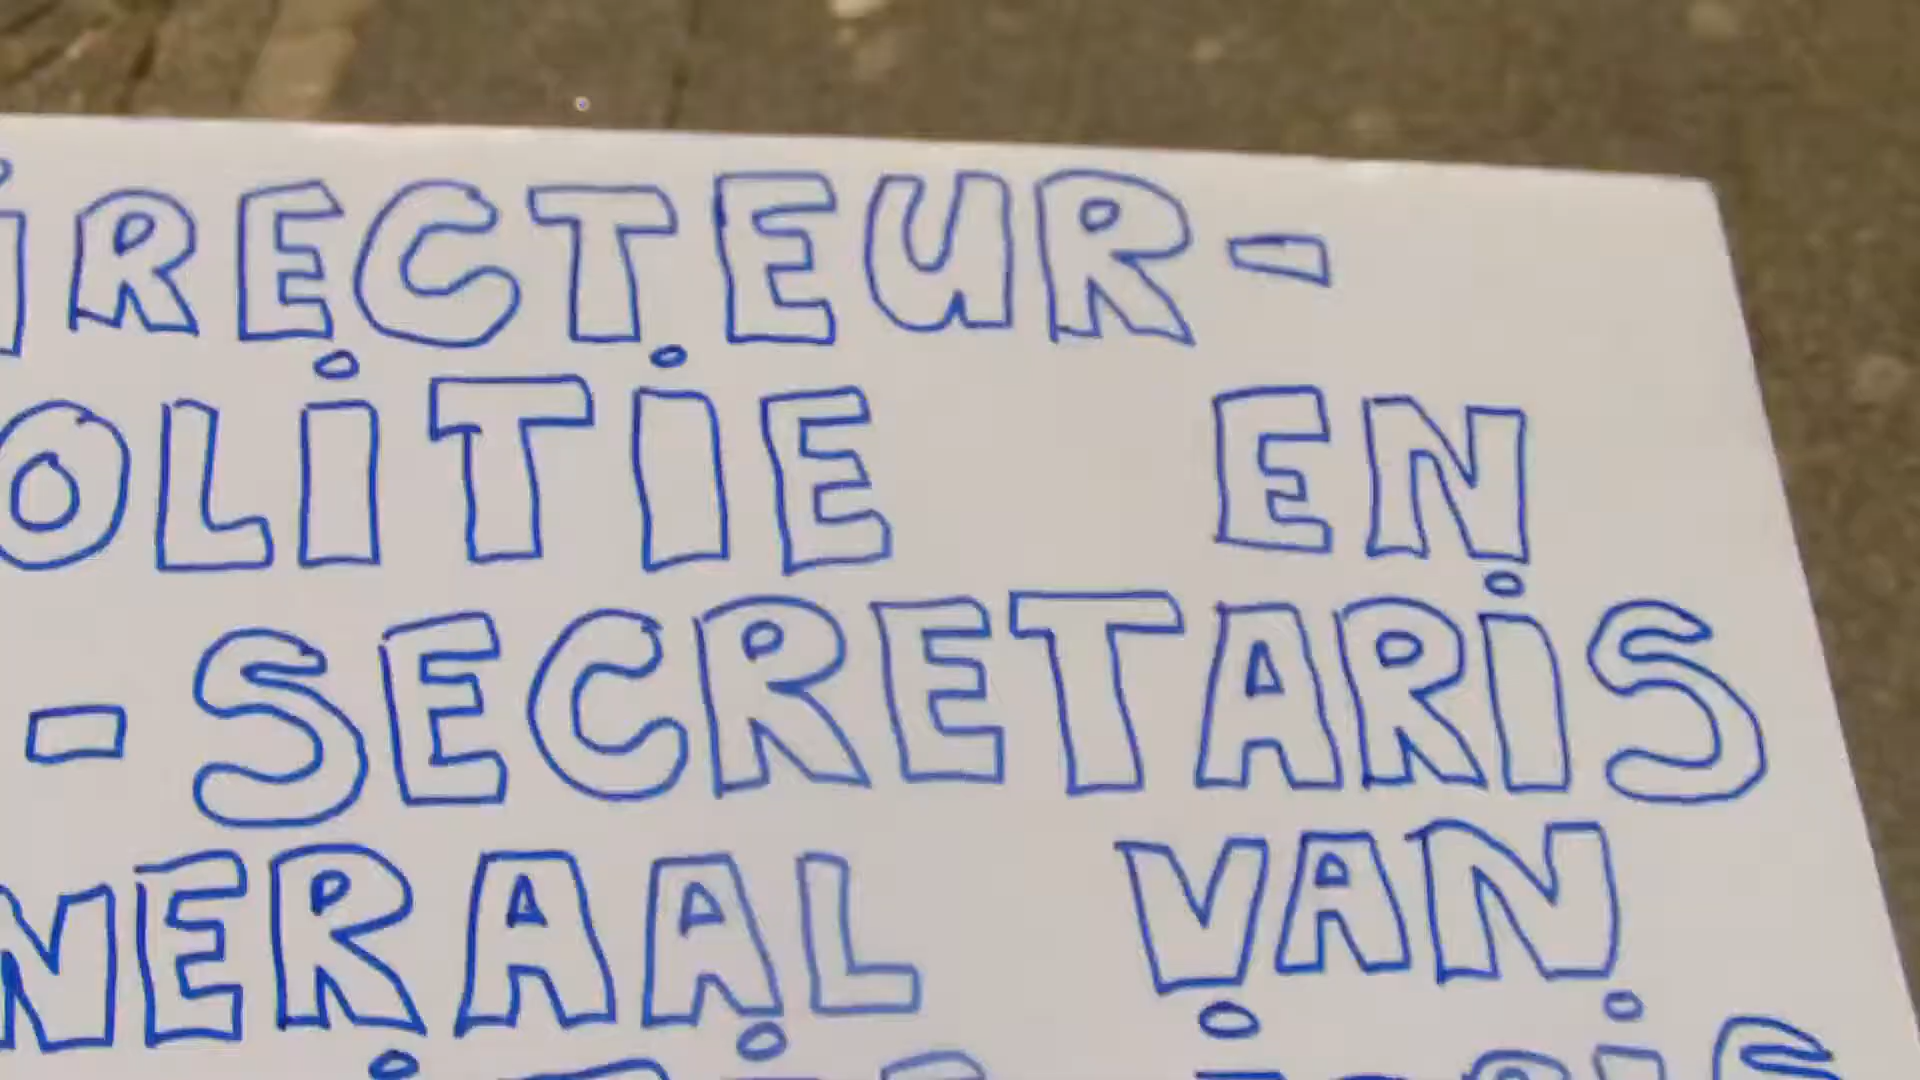 iRECTEUR-
OLiTiE EN
-SECRETARiS
NERAAL VAN